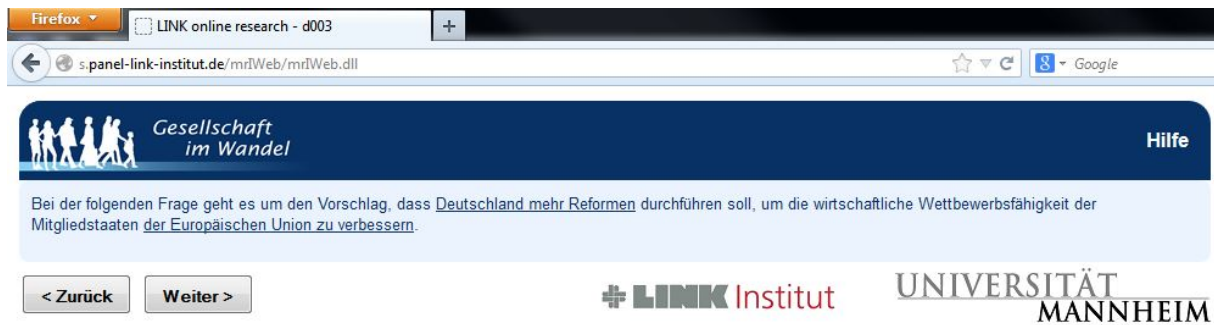 Firefox
LINK online research - d003
+
s.panel-link-institut.de/mrIWeb/mrIWeb.dll
8 Google
Gesellschaft
im Wandel
Hilfe
Bei der folgenden Frage geht es um den Vorschlag, dass Deutschland mehr Reformen durchführen soll, um die wirtschaftliche Wettbewerbsfähigkeit der
Mitgliedstaaten der Europäischen Union zu verbessern.
< Zurück
Weiter >
LINK Institut
UNIVERSITÄT
MANNHEIM